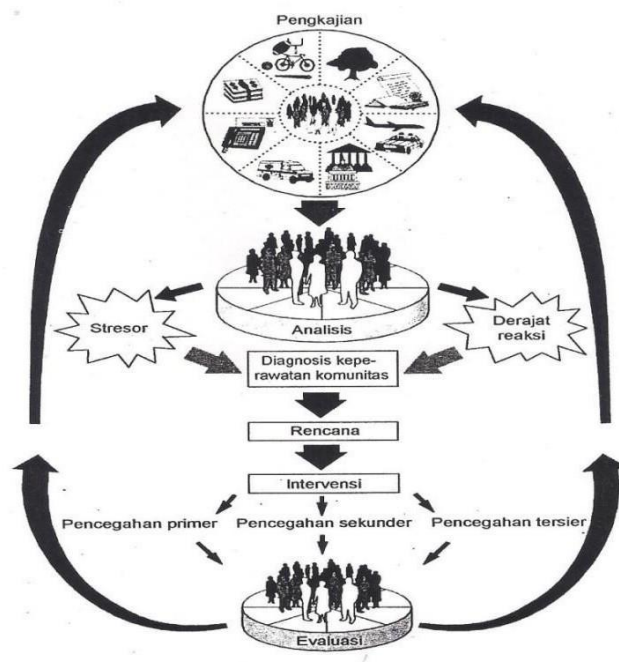 Pengkajian
Stresor
Analisis
Derajat
reaksi
Diagnosis kepe-
rawatan komunitas
Rencana
Intervensi
Pencegahan primer
Pencegahan sekunder
Pencegahan tersier
Evaluasi